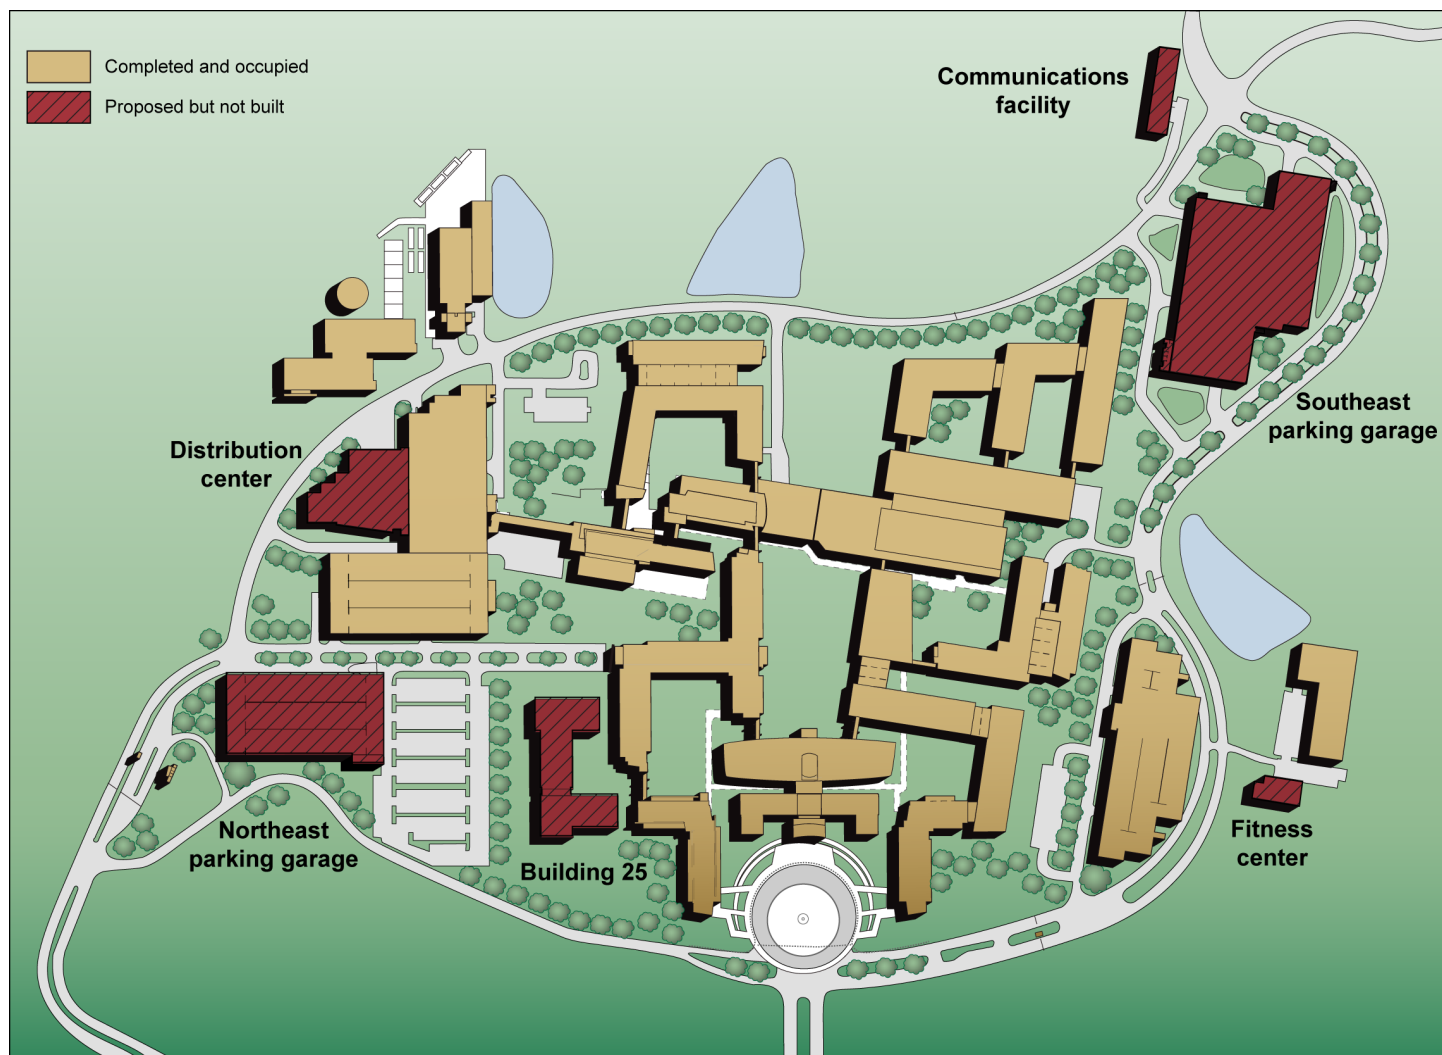 Completed and occupied
Proposed but not built
Communications
facility
Southeast
parking garage
Distribution
center
Northeast
parking garage
Building 25
Fitness
center